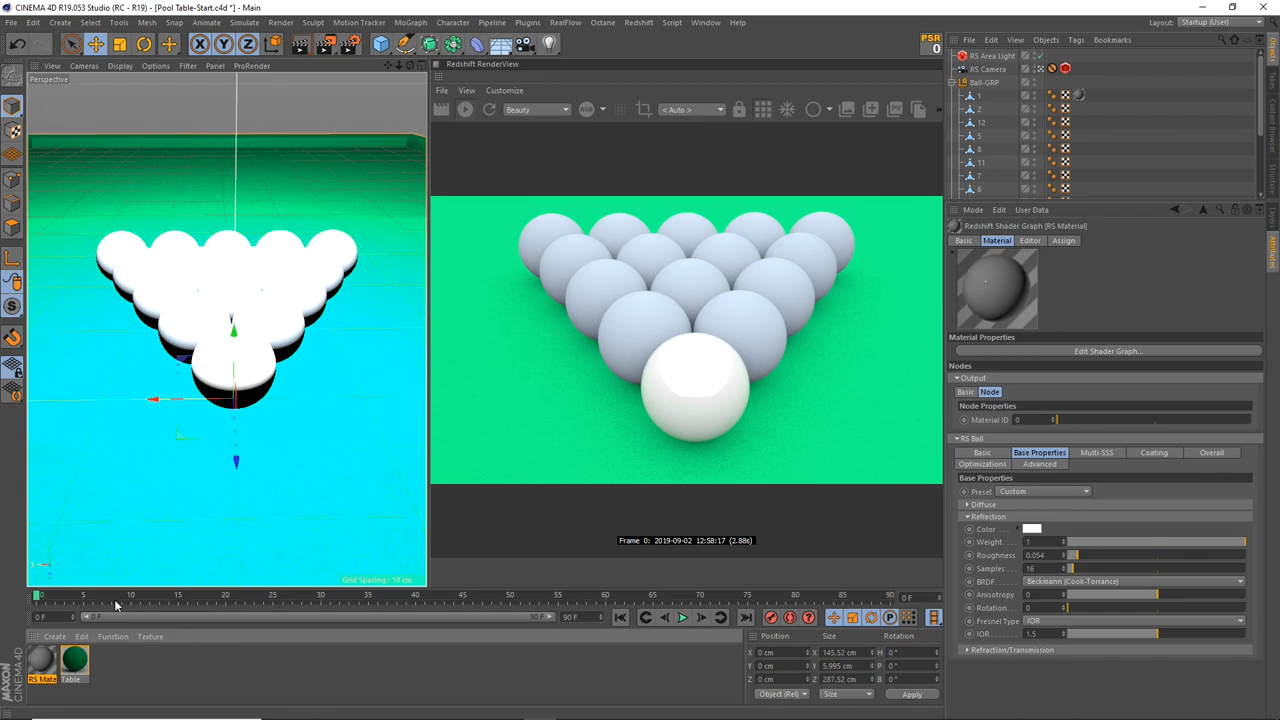 CINEMA 4D R19.053 Studio (RC - R19) - [Pool Table-Start.c4d *] - Main
File Edit Create Select Tools Mesh Snap Animate Simulate Render Sculpt Motion Tracker MoGraph Character Pipeline Plugins RealFlow Octane Redshift Script Window Help Layout: Startup (User)
X Y Z PSR 0
File Edit View Objects Tags Bookmarks
View Cameras Display Options Filter Panel ProRender
Redshift RenderView
Perspective
File View Customize
Beauty < Auto >
RS Area Light
RS Camera
Ball-GRP
1
2
12
5
8
11
7
6
Mode Edit User Data
Redshift Shader Graph [RS Material]
Basic Material Editor Assign
Material Properties
Edit Shader Graph...
Nodes
Output
Basic Node
Node Properties
Material ID 0
RS Ball
Basic Base Properties Multi-SSS Coating Overall
Optimizations Advanced
Base Properties
Preset Custom
Diffuse
Reflection
Color
Weight 1
Roughness 0.054
Samples 16
BRDF Beckmann (Cook-Torrance)
Anisotropy 0
Rotation 0
Fresnel Type IOR
IOR 1.5
Refraction/Transmission
Frame 0: 2019-09-02 12:58:17 (2.88s)
Grid Spacing : 10 cm
0 5 10 15 20 25 30 35 40 45 50 55 60 65 70 75 80 85 90 0 F
0 F 0 F 90 F 90 F
Create Edit Function Texture
RS Mate Table
Position Size Rotation
X 0 cm X 145.52 cm H 0 °
Y 0 cm Y 5.995 cm P 0 °
Z 0 cm Z 287.52 cm B 0 °
Object (Rel) Size Apply
MAXON CINEMA 4D
Objects
Content Browser
Structure
Attributes
Layers